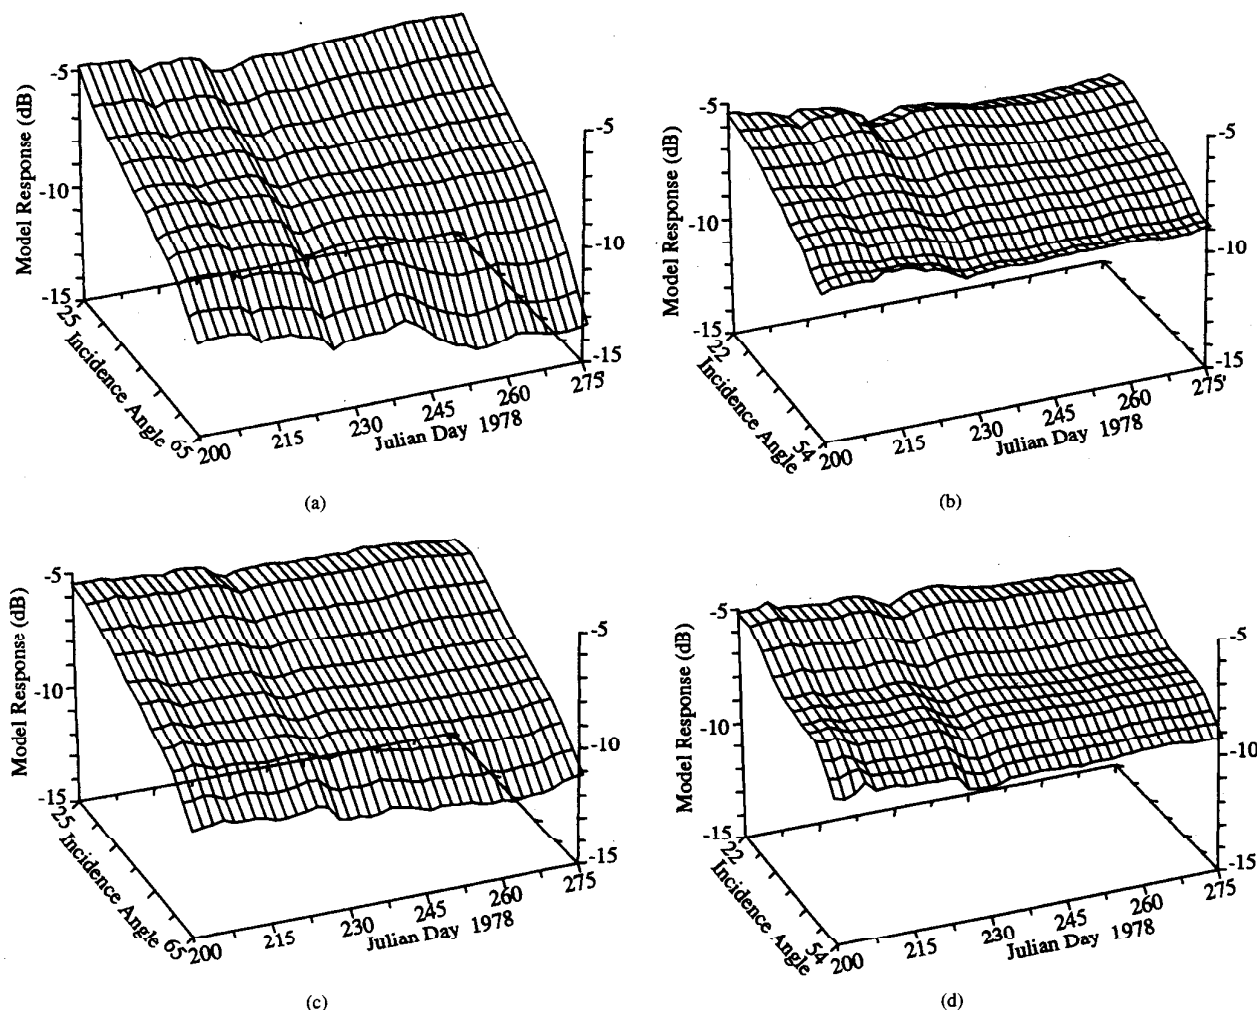 Model Response (dB)
-5
-10
-15
25 Incidence Angle 65
200 215 230 245 260 275
Julian Day 1978
-5
-10
-15
(a)
Model Response (dB)
-5
-10
-15
22 Incidence Angle 54
200 215 230 245 260 275
Julian Day 1978
-5
-10
-15
(b)
Model Response (dB)
-5
-10
-15
25 Incidence Angle 65
200 215 230 245 260 275
Julian Day 1978
-5
-10
-15
(c)
Model Response (dB)
-5
-10
-15
22 Incidence Angle 54
200 215 230 245 260 275
Julian Day 1978
-5
-10
-15
(d)